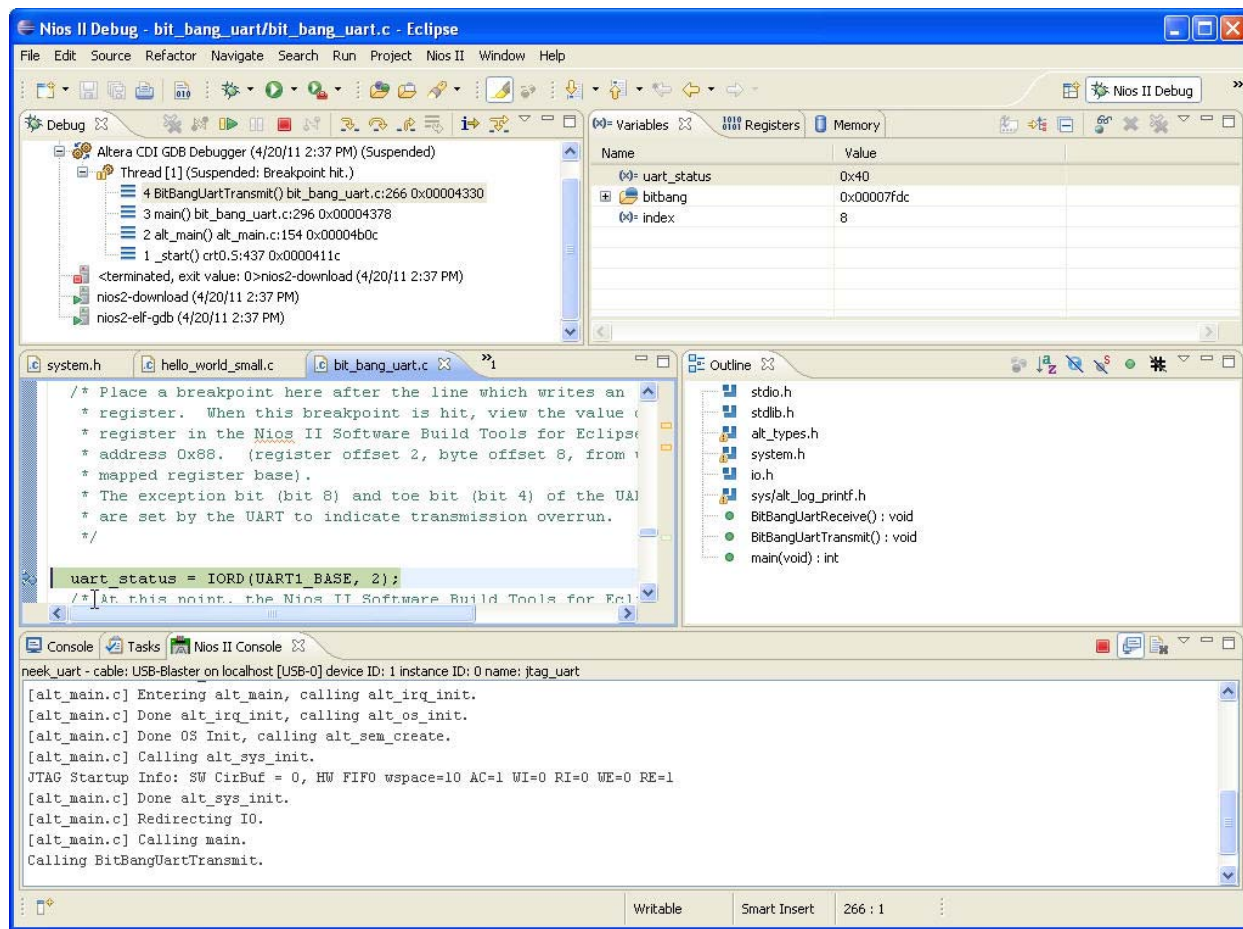 Nios II Debug - bit_bang_uart/bit_bang_uart.c - Eclipse
File Edit Source Refactor Navigate Search Run Project Nios II Window Help
Nios II Debug »
Debug
Altera CDI GDB Debugger (4/20/11 2:37 PM) (Suspended)
Thread [1] (Suspended: Breakpoint hit.)
4 BitBangUartTransmit() bit_bang_uart.c:266 0x00004330
3 main() bit_bang_uart.c:296 0x00004378
2 alt_main() alt_main.c:154 0x00004b0c
1 _start() crt0.S:437 0x0000411c
<terminated, exit value: 0>nios2-download (4/20/11 2:37 PM)
nios2-download (4/20/11 2:37 PM)
nios2-elf-gdb (4/20/11 2:37 PM)
(x)= Variables Registers Memory
Name Value
(x)= uart_status 0x40
bitbang 0x00007fdc
(x)= index 8
system.h hello_world_small.c bit_bang_uart.c »1
/* Place a breakpoint here after the line which writes an
* register. When this breakpoint is hit, view the value
* register in the Nios II Software Build Tools for Eclipse
* address 0x88. (register offset 2, byte offset 8, from
* mapped register base).
* The exception bit (bit 8) and toe bit (bit 4) of the UAR
* are set by the UART to indicate transmission overrun.
*/
uart_status = IORD(UART1_BASE, 2);
/* At this point, the Nios II Software Build Tools for Ecl
Outline
stdio.h
stdlib.h
alt_types.h
system.h
io.h
sys/alt_log_printf.h
BitBangUartReceive() : void
BitBangUartTransmit() : void
main(void) : int
Console Tasks Nios II Console
neek_uart - cable: USB-Blaster on localhost [USB-0] device ID: 1 instance ID: 0 name: jtag_uart
[alt_main.c] Entering alt_main, calling alt_irq_init.
[alt_main.c] Done alt_irq_init, calling alt_os_init.
[alt_main.c] Done OS Init, calling alt_sem_create.
[alt_main.c] Calling alt_sys_init.
JTAG Startup Info: SW CirBuf = 0, HW FIFO wspace=10 AC=1 WI=0 RI=0 WE=0 RE=1
[alt_main.c] Done alt_sys_init.
[alt_main.c] Redirecting IO.
[alt_main.c] Calling main.
Calling BitBangUartTransmit.
Writable Smart Insert 266 : 1